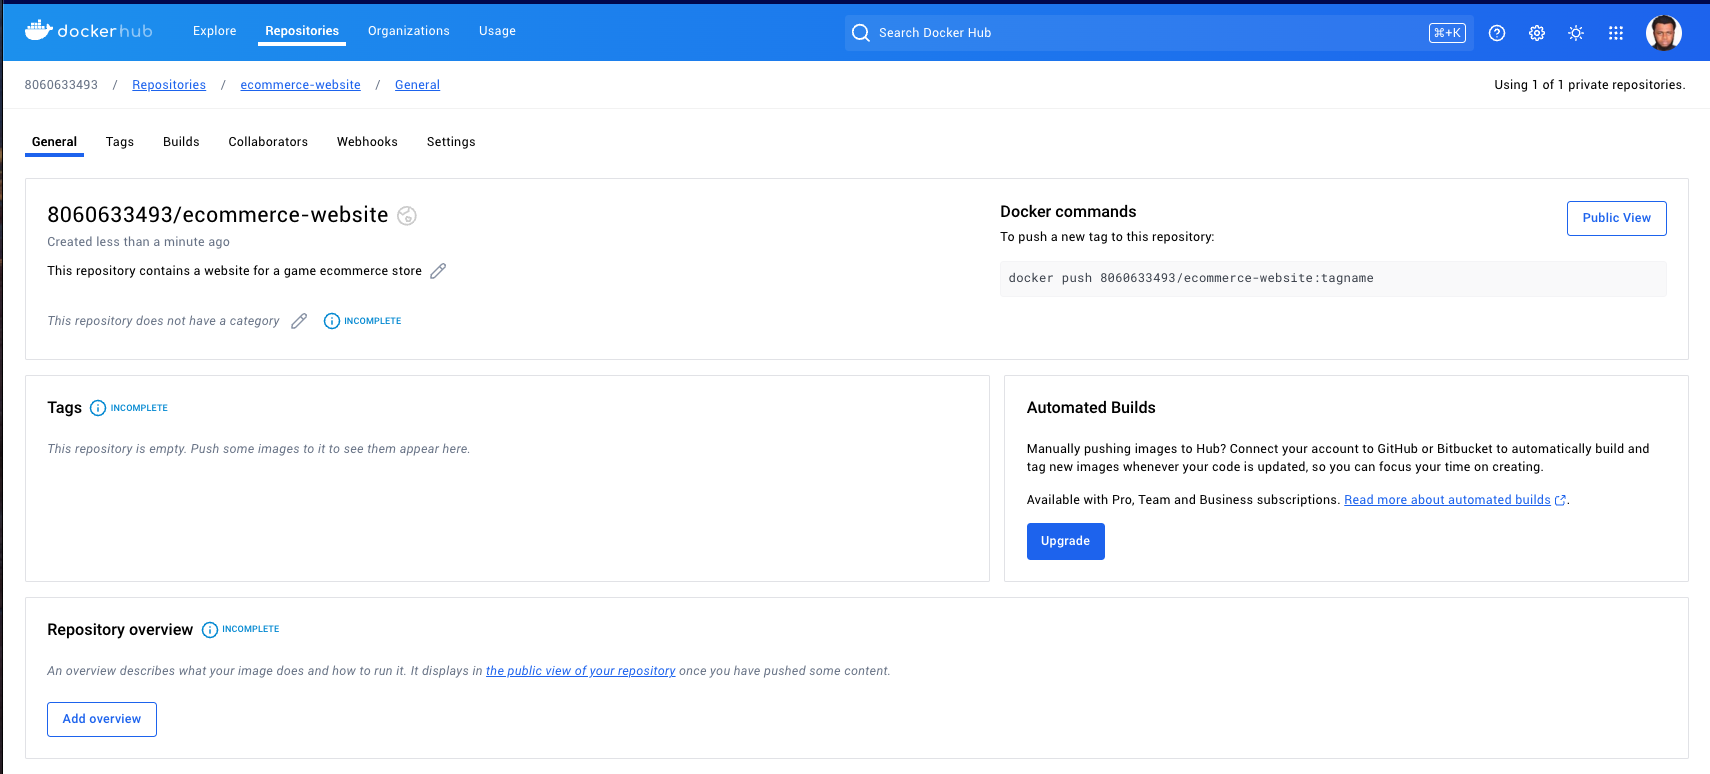 dockerhub
Explore Repositories Organizations Usage
Search Docker Hub ⌘+K
8060633493 / Repositories / ecommerce-website / General
Using 1 of 1 private repositories.
General Tags Builds Collaborators Webhooks Settings
8060633493/ecommerce-website
Created less than a minute ago
This repository contains a website for a game ecommerce store
This repository does not have a category INCOMPLETE
Docker commands
Public View
To push a new tag to this repository:
docker push 8060633493/ecommerce-website:tagname
Tags INCOMPLETE
This repository is empty. Push some images to it to see them appear here.
Automated Builds
Manually pushing images to Hub? Connect your account to GitHub or Bitbucket to automatically build and
tag new images whenever your code is updated, so you can focus your time on creating.
Available with Pro, Team and Business subscriptions. Read more about automated builds.
Upgrade
Repository overview INCOMPLETE
An overview describes what your image does and how to run it. It displays in the public view of your repository once you have pushed some content.
Add overview